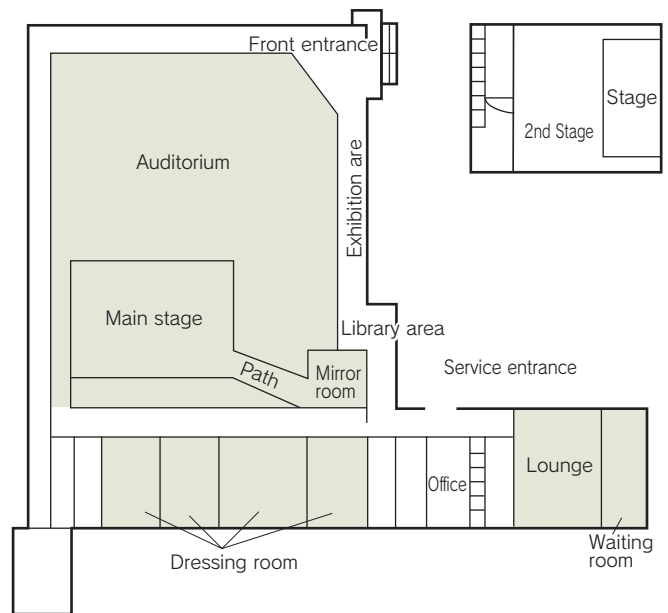 Front entrance
Stage
2nd Stage
Auditorium
Exhibition are
Main stage
Library area
Path
Mirror
room
Service entrance
Lounge
Office
Dressing room
Waiting
room